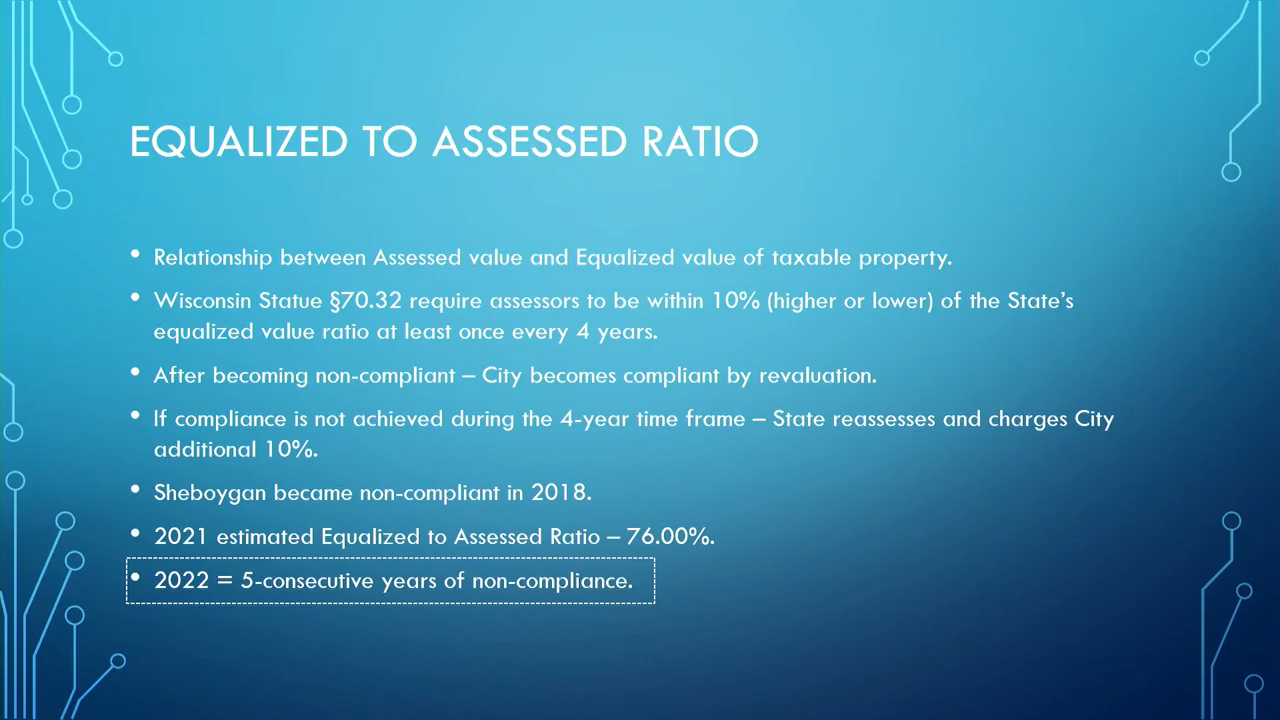 EQUALIZED TO ASSESSED RATIO
• Relationship between Assessed value and Equalized value of taxable property.
• Wisconsin Statue §70.32 require assessors to be within 10% (higher or lower) of the State’s
equalized value ratio at least once every 4 years.
• After becoming non-compliant – City becomes compliant by revaluation.
• If compliance is not achieved during the 4-year time frame – State reassesses and charges City
additional 10%.
• Sheboygan became non-compliant in 2018.
• 2021 estimated Equalized to Assessed Ratio – 76.00%.
• 2022 = 5-consecutive years of non-compliance.